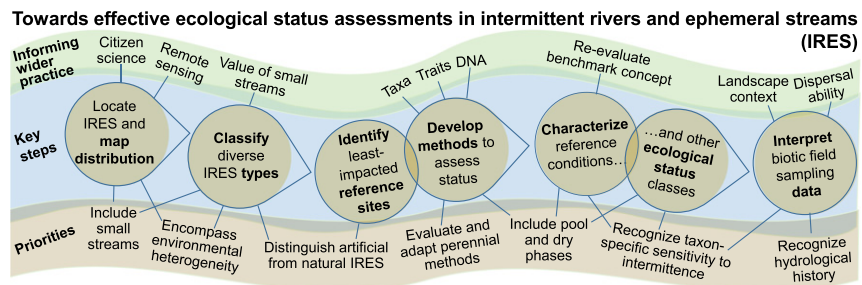 Towards effective ecological status assessments in intermittent rivers and ephemeral streams
(IRES)
Informing
wider
practice
Citizen
science
Remote
sensing
Value of small
streams
Taxa
Traits
DNA
Re-evaluate
benchmark concept
Landscape
context
Dispersal
ability
Key
steps
Locate
IRES and
map
distribution
Classify
diverse
IRES types
Identify
least-
impacted
reference
sites
Develop
methods to
assess
status
Characterize
reference
conditions…
…and other
ecological
status
classes
Interpret
biotic field
sampling
data
Priorities
Include
small
streams
Encompass
environmental
heterogeneity
Distinguish artificial
from natural IRES
Evaluate and
adapt perennial
methods
Include pool
and dry
phases
Recognize taxon-
specific sensitivity to
intermittence
Recognize
hydrological
history